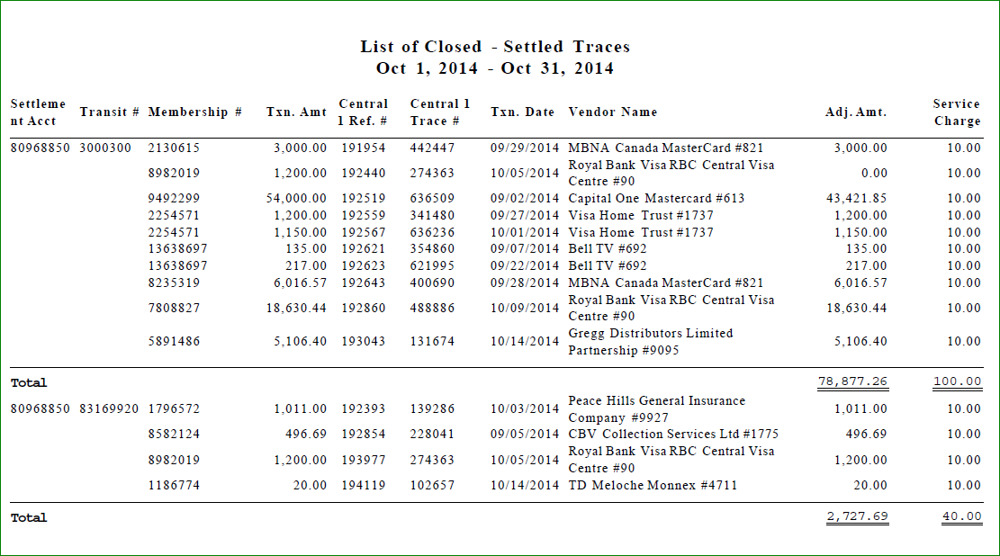 List of Closed - Settled Traces
Oct 1, 2014 - Oct 31, 2014
Settleme nt Acct Transit # Membership # Txn. Amt Central 1 Ref. # Central 1 Trace # Txn. Date Vendor Name Adj. Amt. Service Charge
80968850 3000300 2130615 3,000.00 191954 442447 09/29/2014 MBNA Canada MasterCard #821 3,000.00 10.00
8982019 1,200.00 192440 274363 10/05/2014 Royal Bank Visa RBC Central Visa Centre #90 0.00 10.00
9492299 54,000.00 192519 636509 09/02/2014 Capital One Mastercard #613 43,421.85 10.00
2254571 1,200.00 192559 341480 09/27/2014 Visa Home Trust #1737 1,200.00 10.00
2254571 1,150.00 192567 636236 10/01/2014 Visa Home Trust #1737 1,150.00 10.00
13638697 135.00 192621 354860 09/07/2014 Bell TV #692 135.00 10.00
13638697 217.00 192623 621995 09/22/2014 Bell TV #692 217.00 10.00
8235319 6,016.57 192643 400690 09/28/2014 MBNA Canada MasterCard #821 6,016.57 10.00
7808827 18,630.44 192860 488886 10/09/2014 Royal Bank Visa RBC Central Visa Centre #90 18,630.44 10.00
5891486 5,106.40 193043 131674 10/14/2014 Gregg Distributors Limited Partnership #9095 5,106.40 10.00
Total 78,877.26 100.00
80968850 83169920 1796572 1,011.00 192393 139286 10/03/2014 Peace Hills General Insurance Company #9927 1,011.00 10.00
8582124 496.69 192854 228041 09/05/2014 CBV Collection Services Ltd #1775 496.69 10.00
8982019 1,200.00 193977 274363 10/05/2014 Royal Bank Visa RBC Central Visa Centre #90 1,200.00 10.00
1186774 20.00 194119 102657 10/14/2014 TD Meloche Monnex #4711 20.00 10.00
Total 2,727.69 40.00